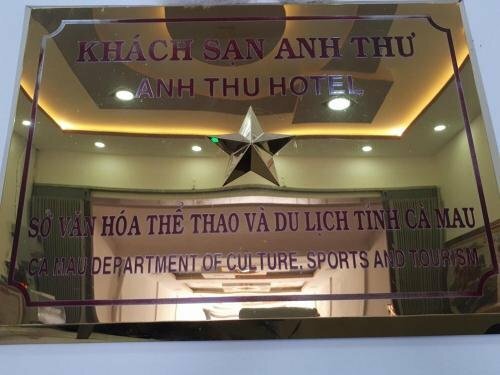 KHÁCH SẠN ANH THƯ
ANH THU HOTEL
SỞ VĂN HÓA THỂ THAO VÀ DU LỊCH TỈNH CÀ MAU
CA MAU DEPARTMENT OF CULTURE, SPORTS AND TOURISM